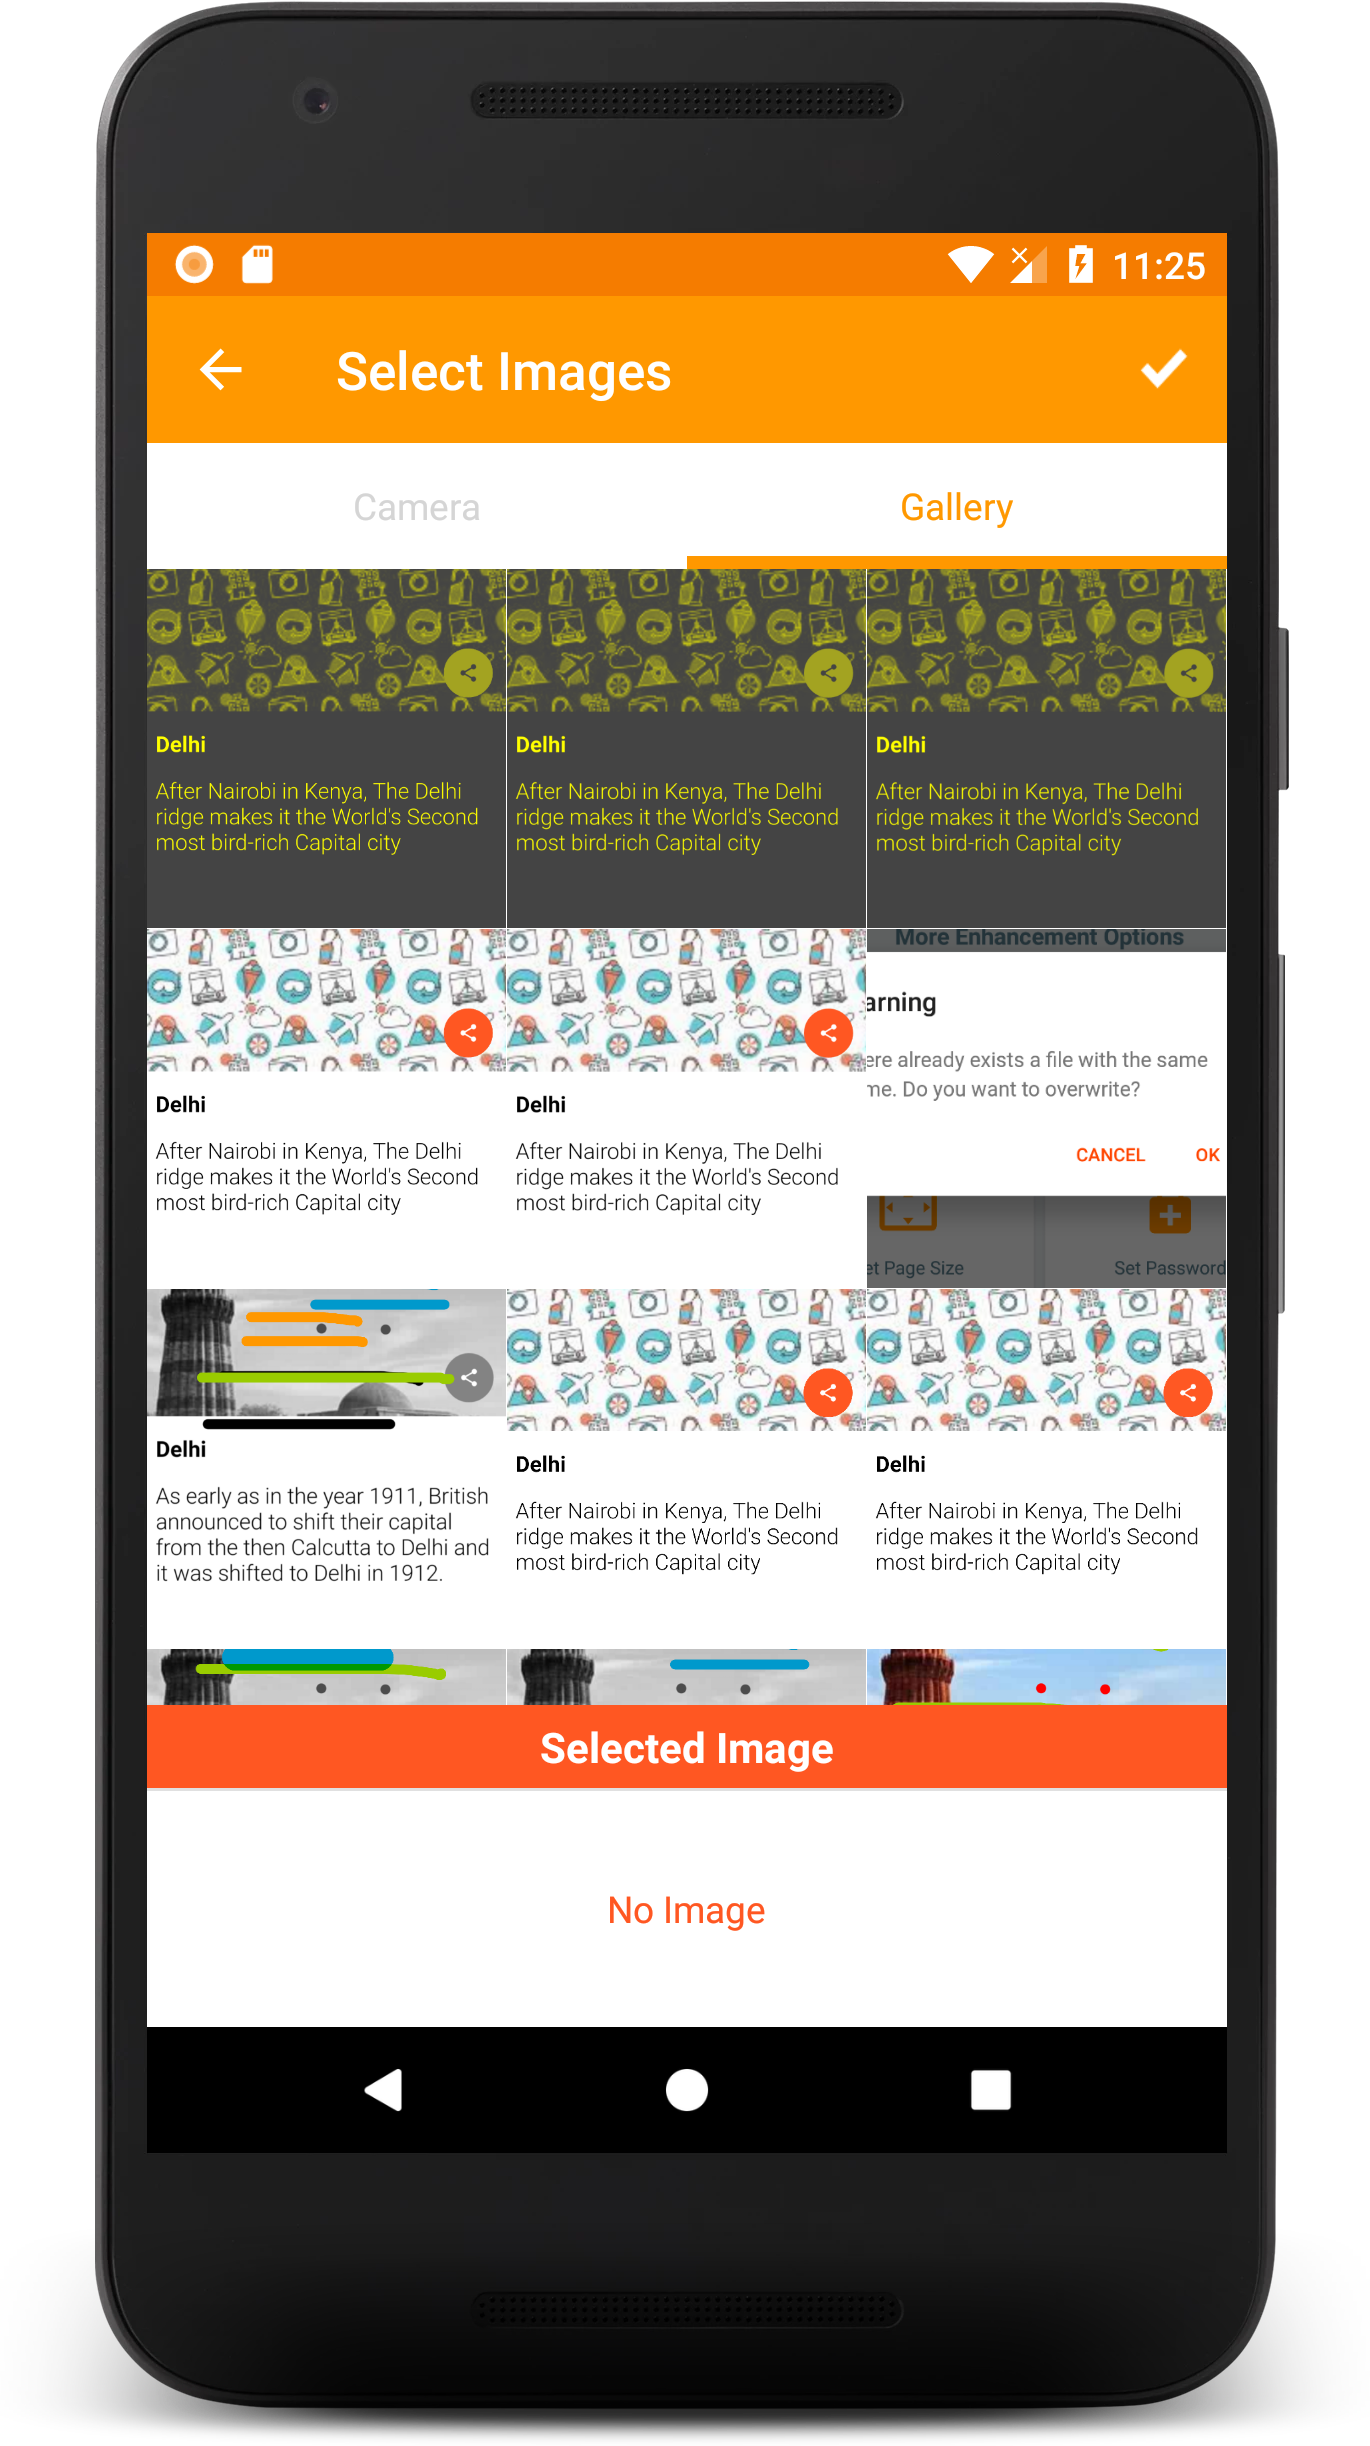 11:25
Select Images
Camera
Gallery
Delhi
After Nairobi in Kenya, The Delhi
ridge makes it the World's Second
most bird-rich Capital city
Delhi
After Nairobi in Kenya, The Delhi
ridge makes it the World's Second
most bird-rich Capital city
Delhi
After Nairobi in Kenya, The Delhi
ridge makes it the World's Second
most bird-rich Capital city
Delhi
After Nairobi in Kenya, The Delhi
ridge makes it the World's Second
most bird-rich Capital city
Delhi
After Nairobi in Kenya, The Delhi
ridge makes it the World's Second
most bird-rich Capital city
More Enhancement Options
arning
ere already exists a file with the same
me. Do you want to overwrite?
CANCEL OK
et Page Size
Set Password
Delhi
As early as in the year 1911, British
announced to shift their capital
from the then Calcutta to Delhi and
it was shifted to Delhi in 1912.
Delhi
After Nairobi in Kenya, The Delhi
ridge makes it the World's Second
most bird-rich Capital city
Delhi
After Nairobi in Kenya, The Delhi
ridge makes it the World's Second
most bird-rich Capital city
Selected Image
No Image